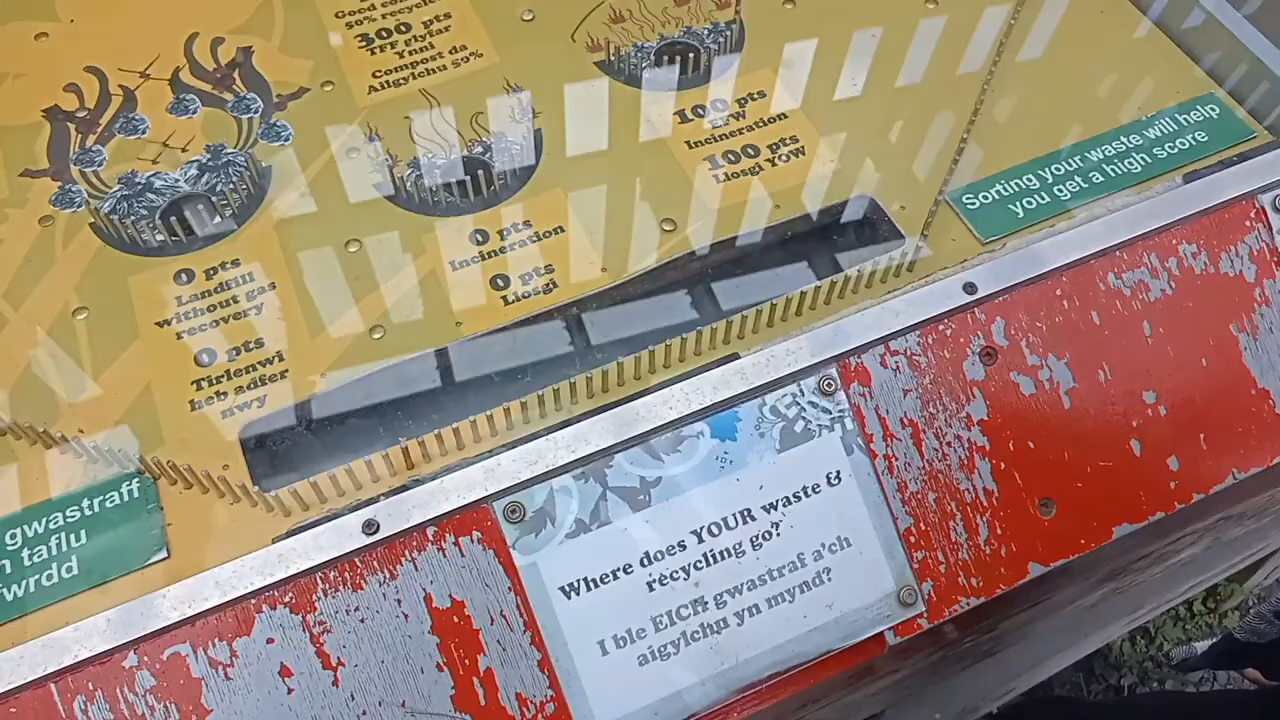 Good co
50% recycle
300 pts
TFF glyfar
Ynni
Compost da
Ailgylchu 50%
100 pts
EFW
Incineration
100 pts
Llosgi YOW
Sorting your waste will help
you get a high score
0 pts
Incineration
0 pts
Llosgi
0 pts
Landfill
without gas
recovery
0 pts
Tirlenwi
heb adfer
nwy
gwastraff
n taflu
fwrdd
Where does YOUR waste &
recycling go?
I ble EICH gwastraf a'ch
aigylchu yn mynd?